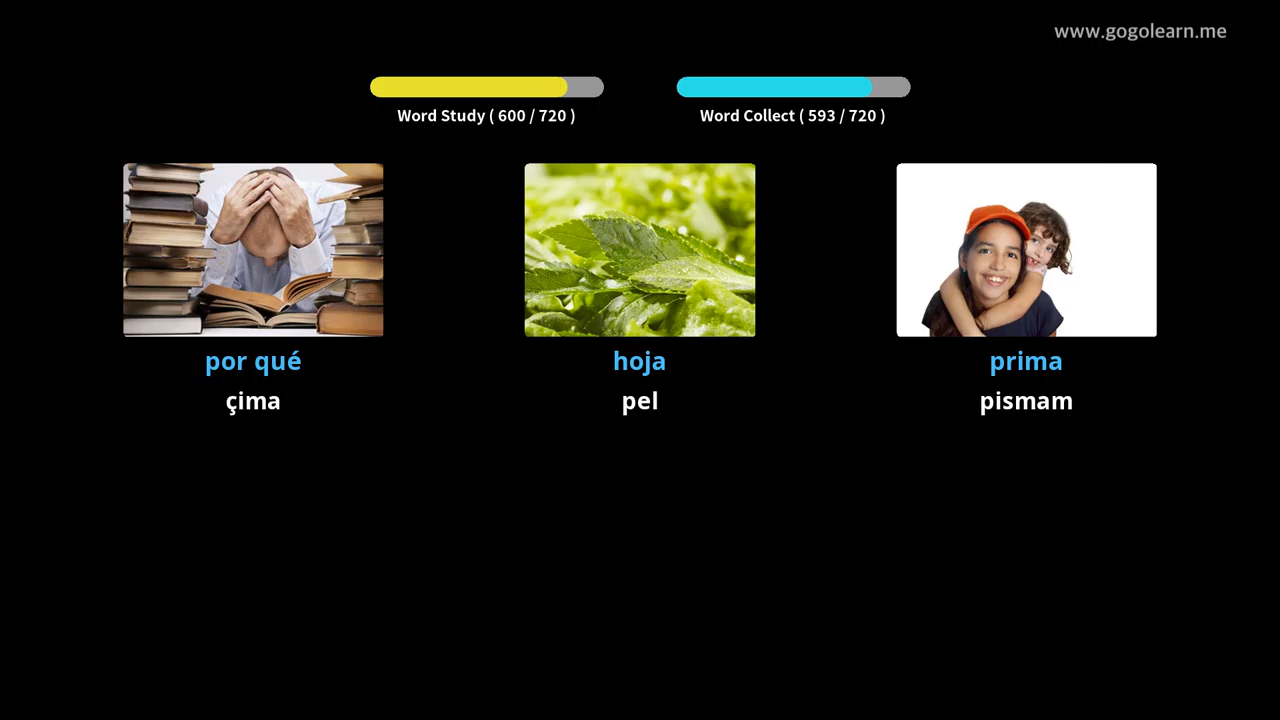 www.gogolearn.me
Word Study ( 600 / 720 )
Word Collect ( 593 / 720 )
por qué
hoja
prima
çima
pel
pismam